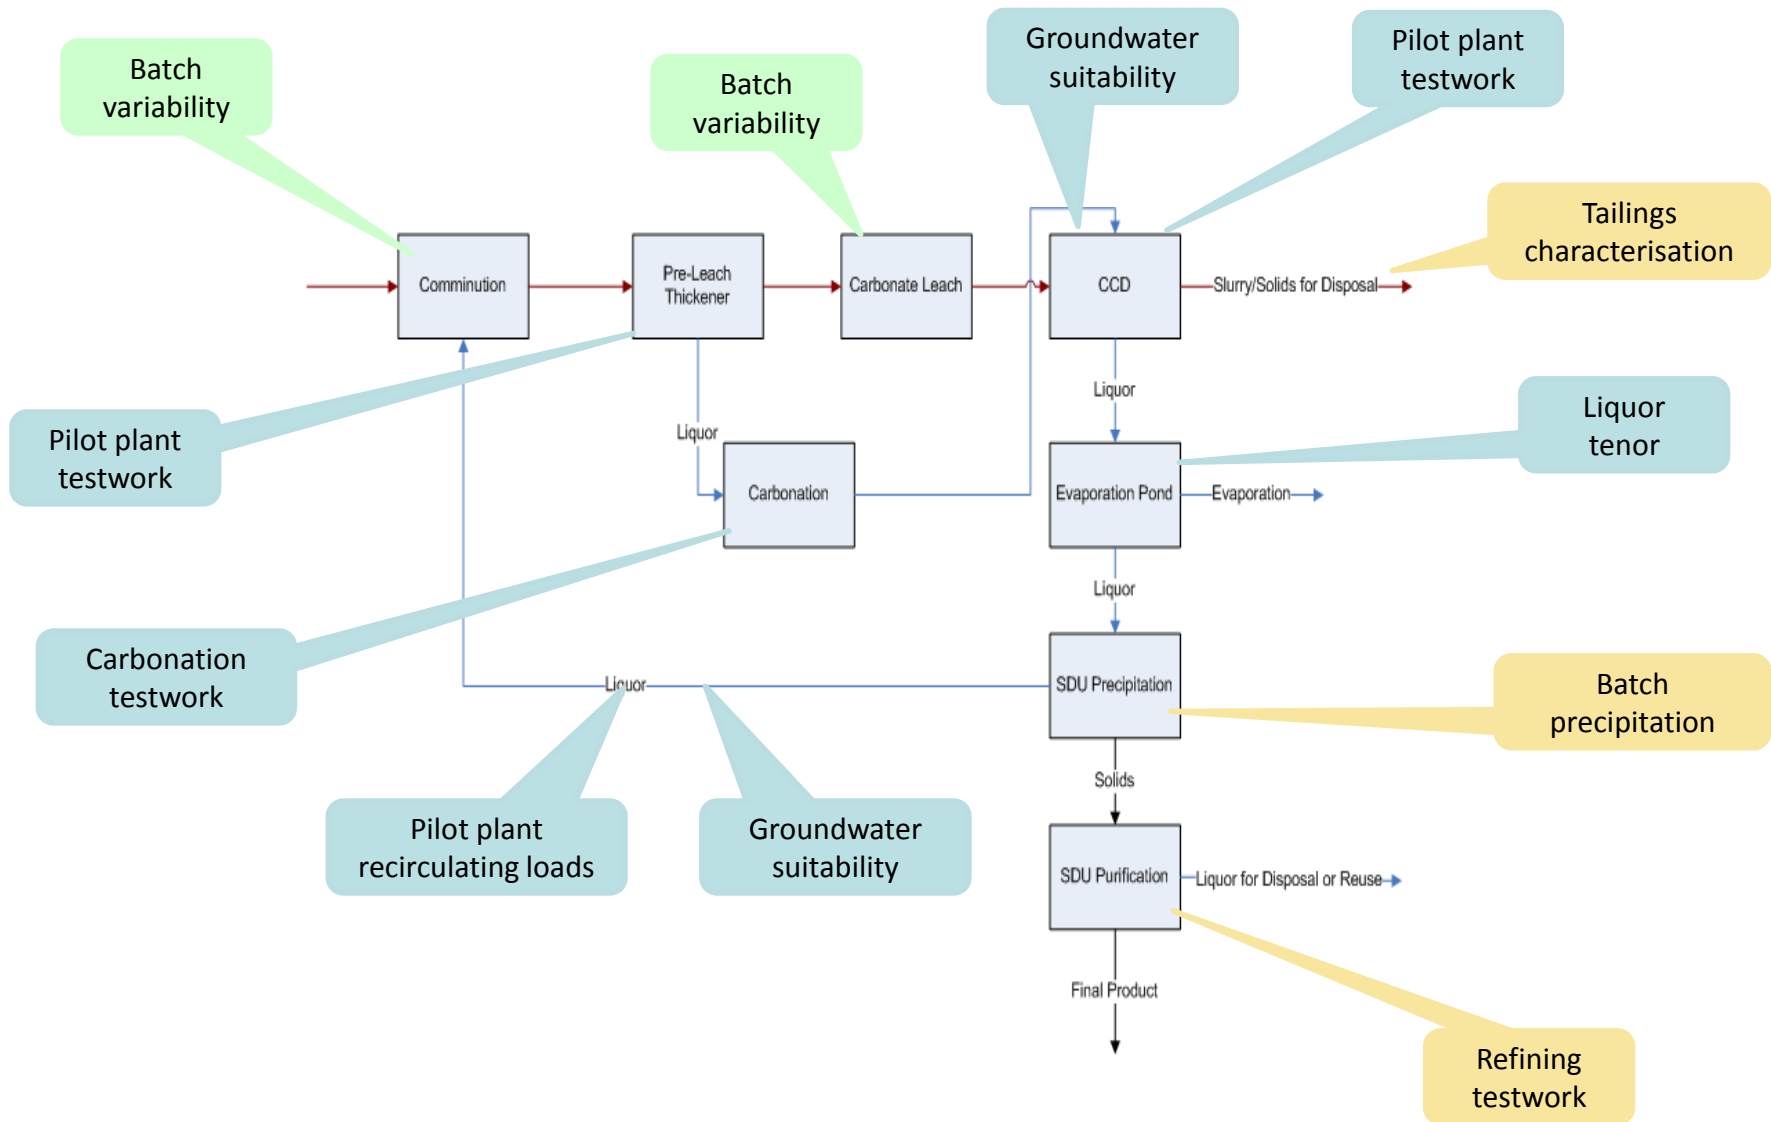 Batch
variability
Batch
variability
Groundwater
suitability
Pilot plant
testwork
Tailings
characterisation
Comminution
Pre-Leach
Thickener
Carbonate Leach
CCD
Slurry/Solids for Disposal
Liquor
Liquor
tenor
Pilot plant
testwork
Liquor
Carbonation
Evaporation Pond
Evaporation
Liquor
Carbonation
testwork
Liquor
SDU Precipitation
Batch
precipitation
Solids
Pilot plant
recirculating loads
Groundwater
suitability
SDU Purification
Liquor for Disposal or Reuse
Final Product
Refining
testwork